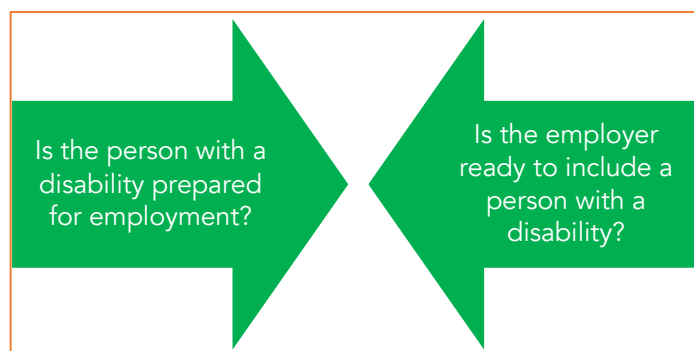 Is the person with a
disability prepared
for employment?
Is the employer
ready to include a
person with a
disability?